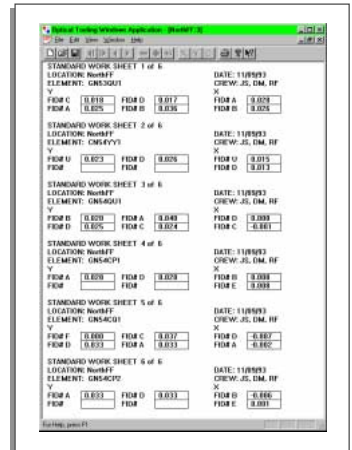 Optical Tooling Windows Application - [NorthFF:3]
File Edit View Window Help
STANDARD WORK SHEET 1 of 6
LOCATION: NorthFF DATE: 11/09/93
ELEMENT: GN53QU1 CREW: JS, DM, RF
Y X
FID# C 0.018 FID# D 0.017 FID# A 0.028
FID# A 0.025 FID# B 0.036 FID# B 0.026
STANDARD WORK SHEET 2 of 6
LOCATION: NorthFF DATE: 11/09/93
ELEMENT: GN54YY1 CREW: JS, DM, RF
Y X
FID# U 0.023 FID# D 0.026 FID# U 0.015
FID# FID# FID# D 0.013
STANDARD WORK SHEET 3 of 6
LOCATION: NorthFF DATE: 11/09/93
ELEMENT: GN54QU1 CREW: JS, DM, RF
Y X
FID# B 0.029 FID# A 0.040 FID# D 0.000
FID# D 0.025 FID# C 0.024 FID# C -0.001
STANDARD WORK SHEET 4 of 6
LOCATION: NorthFF DATE: 11/09/93
ELEMENT: GN54CP1 CREW: JS, DM, RF
Y X
FID# A 0.028 FID# D 0.028 FID# B 0.008
FID# FID# FID# E 0.008
STANDARD WORK SHEET 5 of 6
LOCATION: NorthFF DATE: 11/09/93
ELEMENT: GN54CQ1 CREW: JS, DM, RF
Y X
FID# F 0.000 FID# C 0.037 FID# D -0.007
FID# D 0.033 FID# A 0.033 FID# A -0.002
STANDARD WORK SHEET 6 of 6
LOCATION: NorthFF DATE: 11/09/93
ELEMENT: GN54CP2 CREW: JS, DM, RF
Y X
FID# A 0.033 FID# D 0.033 FID# B -0.006
FID# FID# FID# E 0.001
For Help, press F1